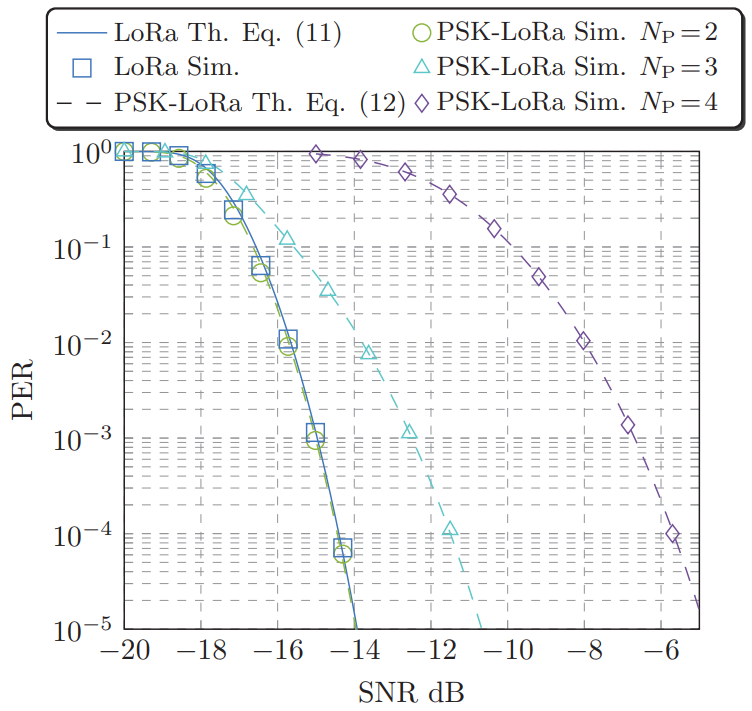 LoRa Th. Eq. (11) PSK-LoRa Sim. N_P = 2
LoRa Sim. PSK-LoRa Sim. N_P = 3
PSK-LoRa Th. Eq. (12) PSK-LoRa Sim. N_P = 4
10^0
10^−1
10^−2
10^−3
10^−4
10^−5
PER
−20 −18 −16 −14 −12 −10 −8 −6
SNR dB